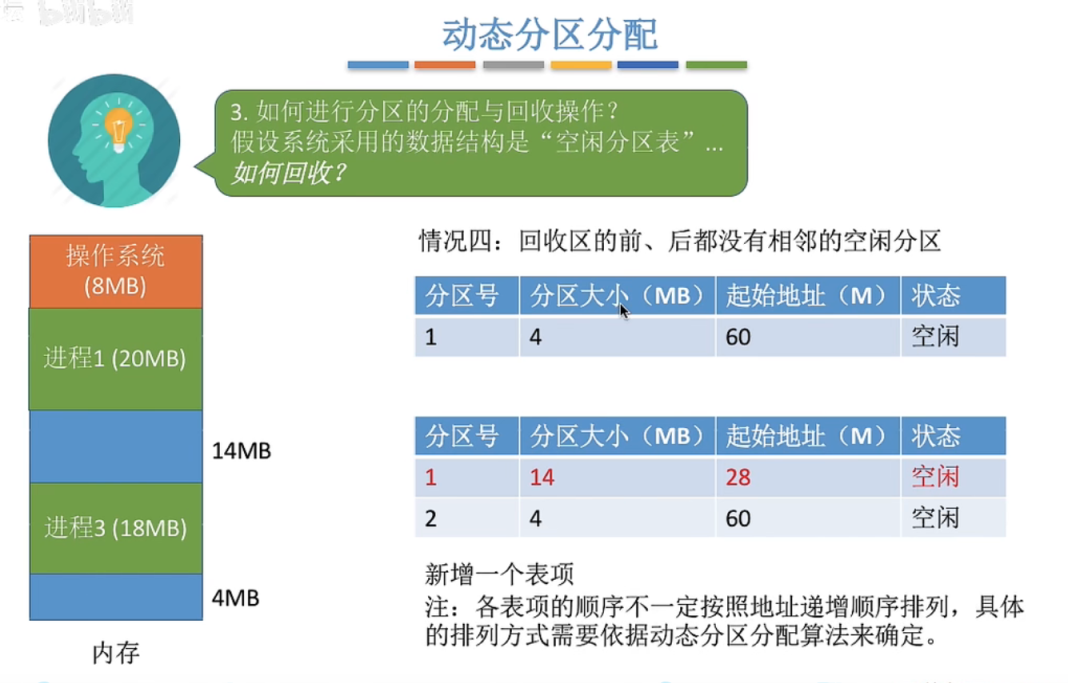 动态分区分配
3. 如何进行分区的分配与回收操作？
假设系统采用的数据结构是“空闲分区表”...
如何回收？
操作系统
(8MB)
进程1 (20MB)
14MB
进程3 (18MB)
4MB
内存
情况四：回收区的前、后都没有相邻的空闲分区
分区号 分区大小（MB） 起始地址（M） 状态
1 4 60 空闲
分区号 分区大小（MB） 起始地址（M） 状态
1 14 28 空闲
2 4 60 空闲
新增一个表项
注：各表项的顺序不一定按照地址递增顺序排列，具体
的排列方式需要依据动态分区分配算法来确定。